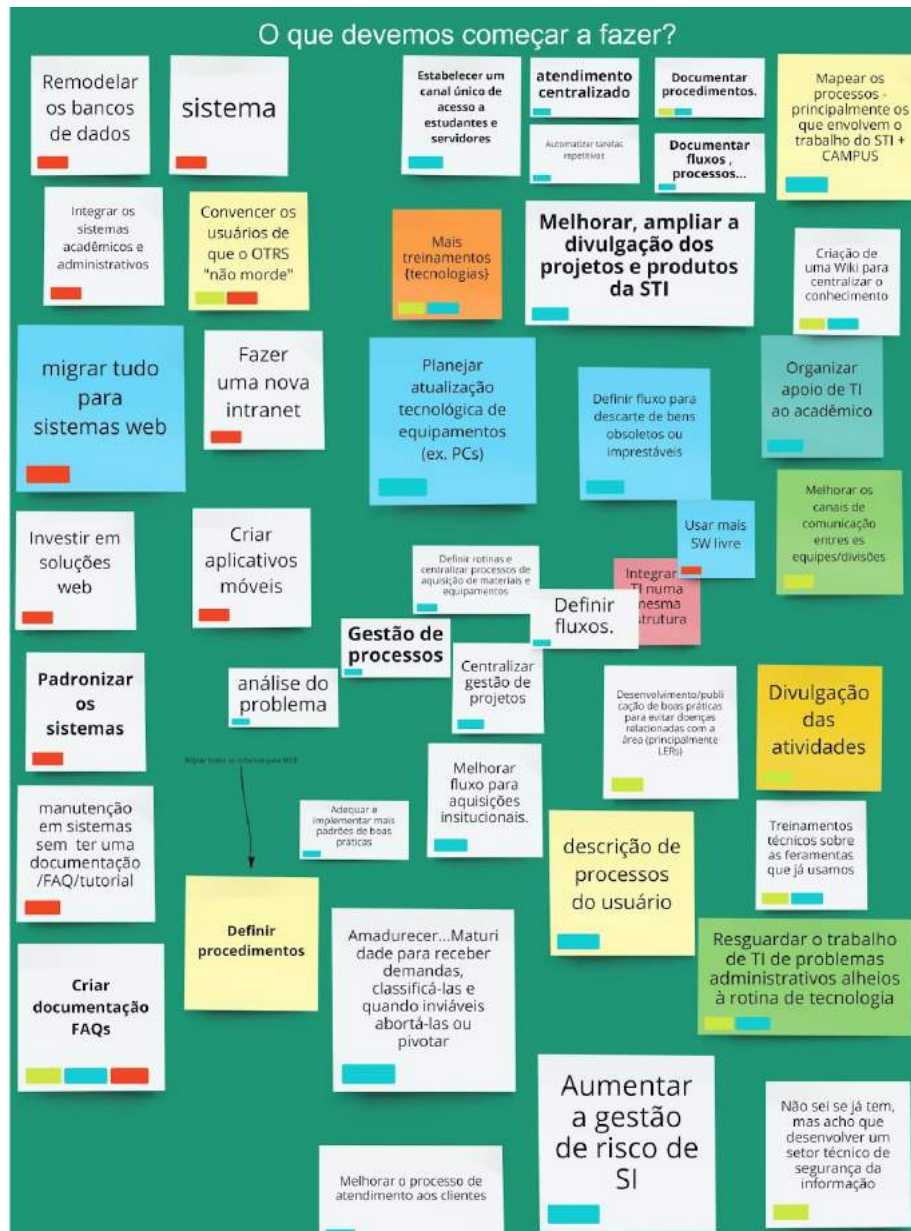 O que devemos começar a fazer?
Remodelar
os bancos
de dados
sistema
Estabelecer um
canal único de
acesso a
estudantes e
servidores
atendimento
centralizado
Automatizar tarefas
repetitivas
Documentar
procedimentos.
Documentar
fluxos ,
processos...
Mapear os
processos -
principalmente os
que envolvem o
trabalho do STI +
CAMPUS
Integrar os
sistemas
acadêmicos e
administrativos
Convencer os
usuários de
que o OTRS
"não morde"
Mais
treinamentos
{tecnologias}
Melhorar, ampliar a
divulgação dos
projetos e produtos
da STI
Criação de
uma Wiki para
centralizar o
conhecimento
migrar tudo
para
sistemas web
Fazer
uma nova
intranet
Planejar
atualização
tecnológica de
equipamentos
(ex. PCs)
Definir fluxo para
descarte de bens
obsoletos ou
imprestáveis
Organizar
apoio de TI
ao acadêmico
Usar mais
SW livre
Melhorar os
canais de
comunicação
entres es
equipes/divisões
Investir em
soluções
web
Criar
aplicativos
móveis
Definir rotinas e
centralizar processos de
aquisição de materiais e
equipamentos
Integrar
TI numa
mesma
strutura
Definir
fluxos.
Gestão de
processos
Centralizar
gestão de
projetos
análise do
problema
Padronizar
os
sistemas
Desenvolvimento/publi
cação de boas práticas
para evitar doenças
relacionadas com a
área (principalmente
LERs)
Divulgação
das
atividades
Migrar todos os sistemas para WEB
Melhorar
fluxo para
aquisições
insitucionais.
manutenção
em sistemas
sem ter uma
documentação
/FAQ/tutorial
Adequar e
implementar mais
padrões de boas
práticas
descrição de
processos
do usuário
Treinamentos
técnicos sobre
as feramentas
que já usamos
Definir
procedimentos
Amadurecer...Maturi
dade para receber
demandas,
classificá-las e
quando inviáveis
abortá-las ou
pivotar
Resguardar o trabalho
de TI de problemas
administrativos alheios
à rotina de tecnologia
Criar
documentação
FAQs
Aumentar
a gestão
de risco de
SI
Não sei se já tem,
mas acho que
desenvolver um
setor técnico de
segurança da
informação
Melhorar o processo de
atendimento aos clientes